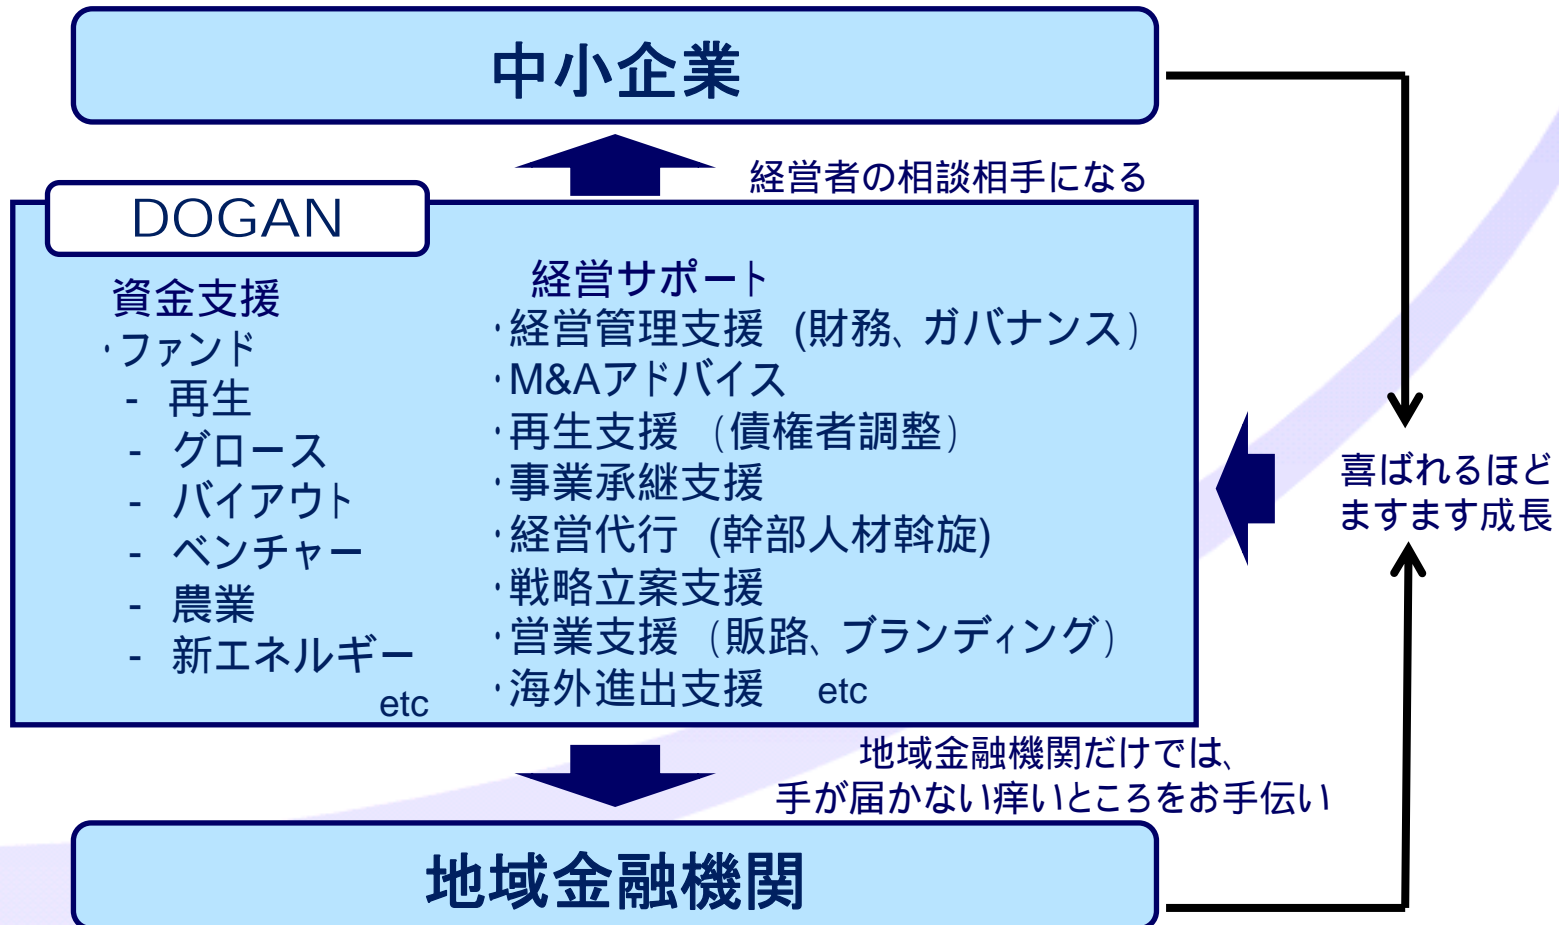 中小企業
経営者の相談相手になる
DOGAN
資金支援
・ファンド
- 再生
- グロース
- バイアウト
- ベンチャー
- 農業
- 新エネルギー
etc
経営サポート
・経営管理支援 (財務、ガバナンス)
・M&Aアドバイス
・再生支援 (債権者調整)
・事業承継支援
・経営代行 (幹部人材斡旋)
・戦略立案支援
・営業支援 (販路、ブランディング)
・海外進出支援 etc
喜ばれるほど
ますます成長
地域金融機関だけでは、
手が届かない痒いところをお手伝い
地域金融機関